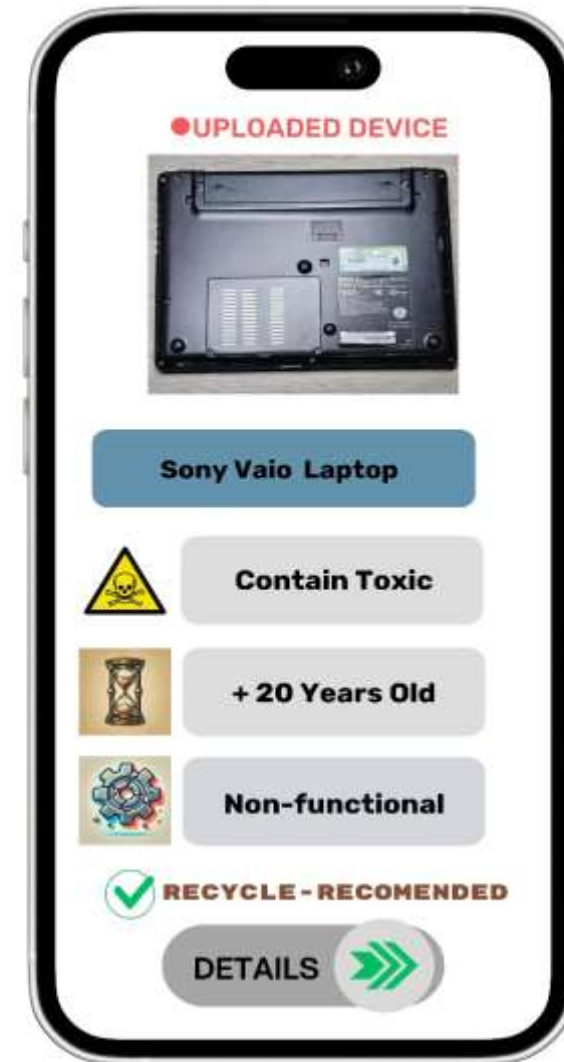 UPLOADED DEVICE
Sony Vaio Laptop
Contain Toxic
+ 20 Years Old
Non-functional
RECYCLE-RECOMENDED
DETAILS